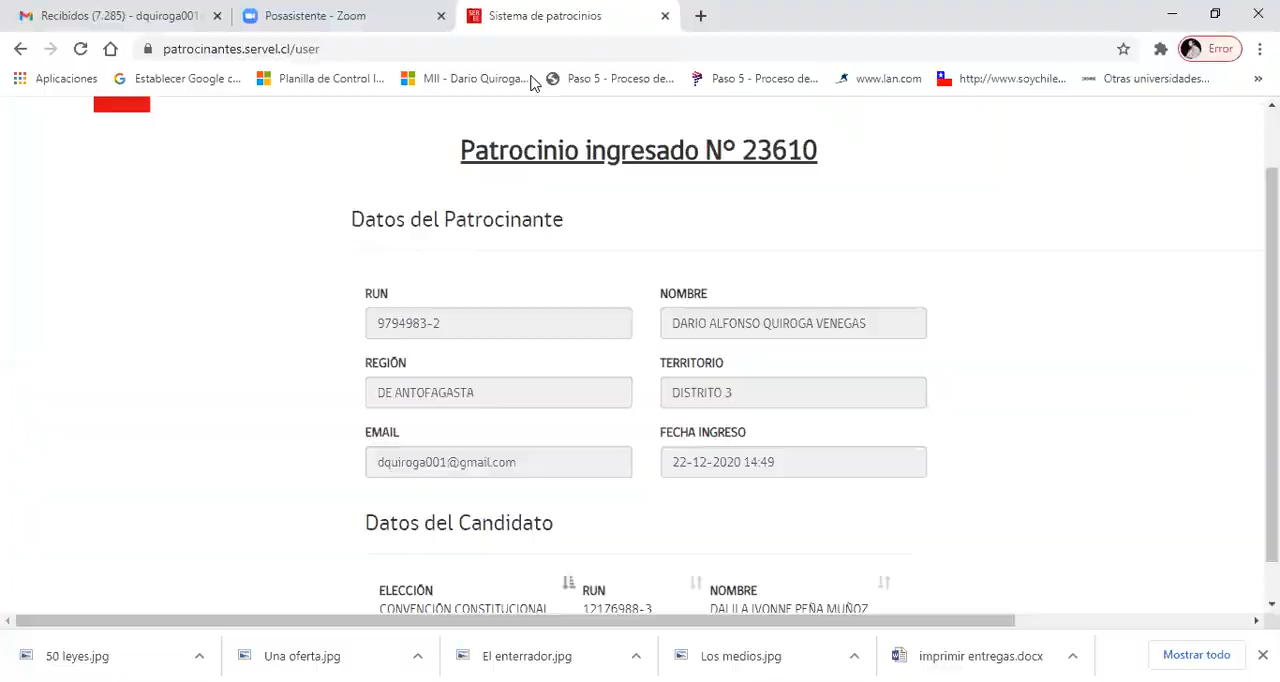 Recibidos (7.285) - dquiroga001
Posasistente - Zoom
Sistema de patrocinios
patrocinantes.servel.cl/user
Error
Aplicaciones
Establecer Google c...
Planilla de Control I...
MII - Dario Quiroga...
Paso 5 - Proceso de...
Paso 5 - Proceso de...
www.lan.com
http://www.soychile...
Otras universidades...
»
Patrocinio ingresado Nº 23610
Datos del Patrocinante
RUN
NOMBRE
9794983-2
DARIO ALFONSO QUIROGA VENEGAS
REGIÓN
TERRITORIO
DE ANTOFAGASTA
DISTRITO 3
EMAIL
FECHA INGRESO
dquiroga001@gmail.com
22-12-2020 14:49
Datos del Candidato
ELECCIÓN
RUN
NOMBRE
CONVENCIÓN CONSTITUCIONAL
12176988-3
DALILA IVONNE PEÑA MUÑOZ
50 leyes.jpg
Una oferta.jpg
El enterrador.jpg
Los medios.jpg
imprimir entregas.docx
Mostrar todo